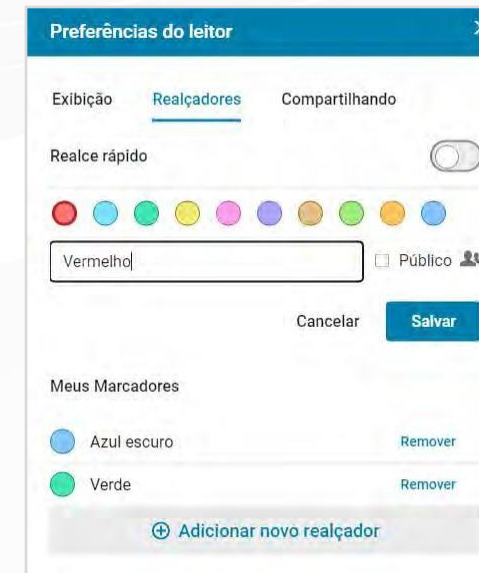 Preferências do leitor
Exibição Realçadores Compartilhando
Realce rápido
Vermelho Público
Cancelar Salvar
Meus Marcadores
Azul escuro Remover
Verde Remover
Adicionar novo realçador